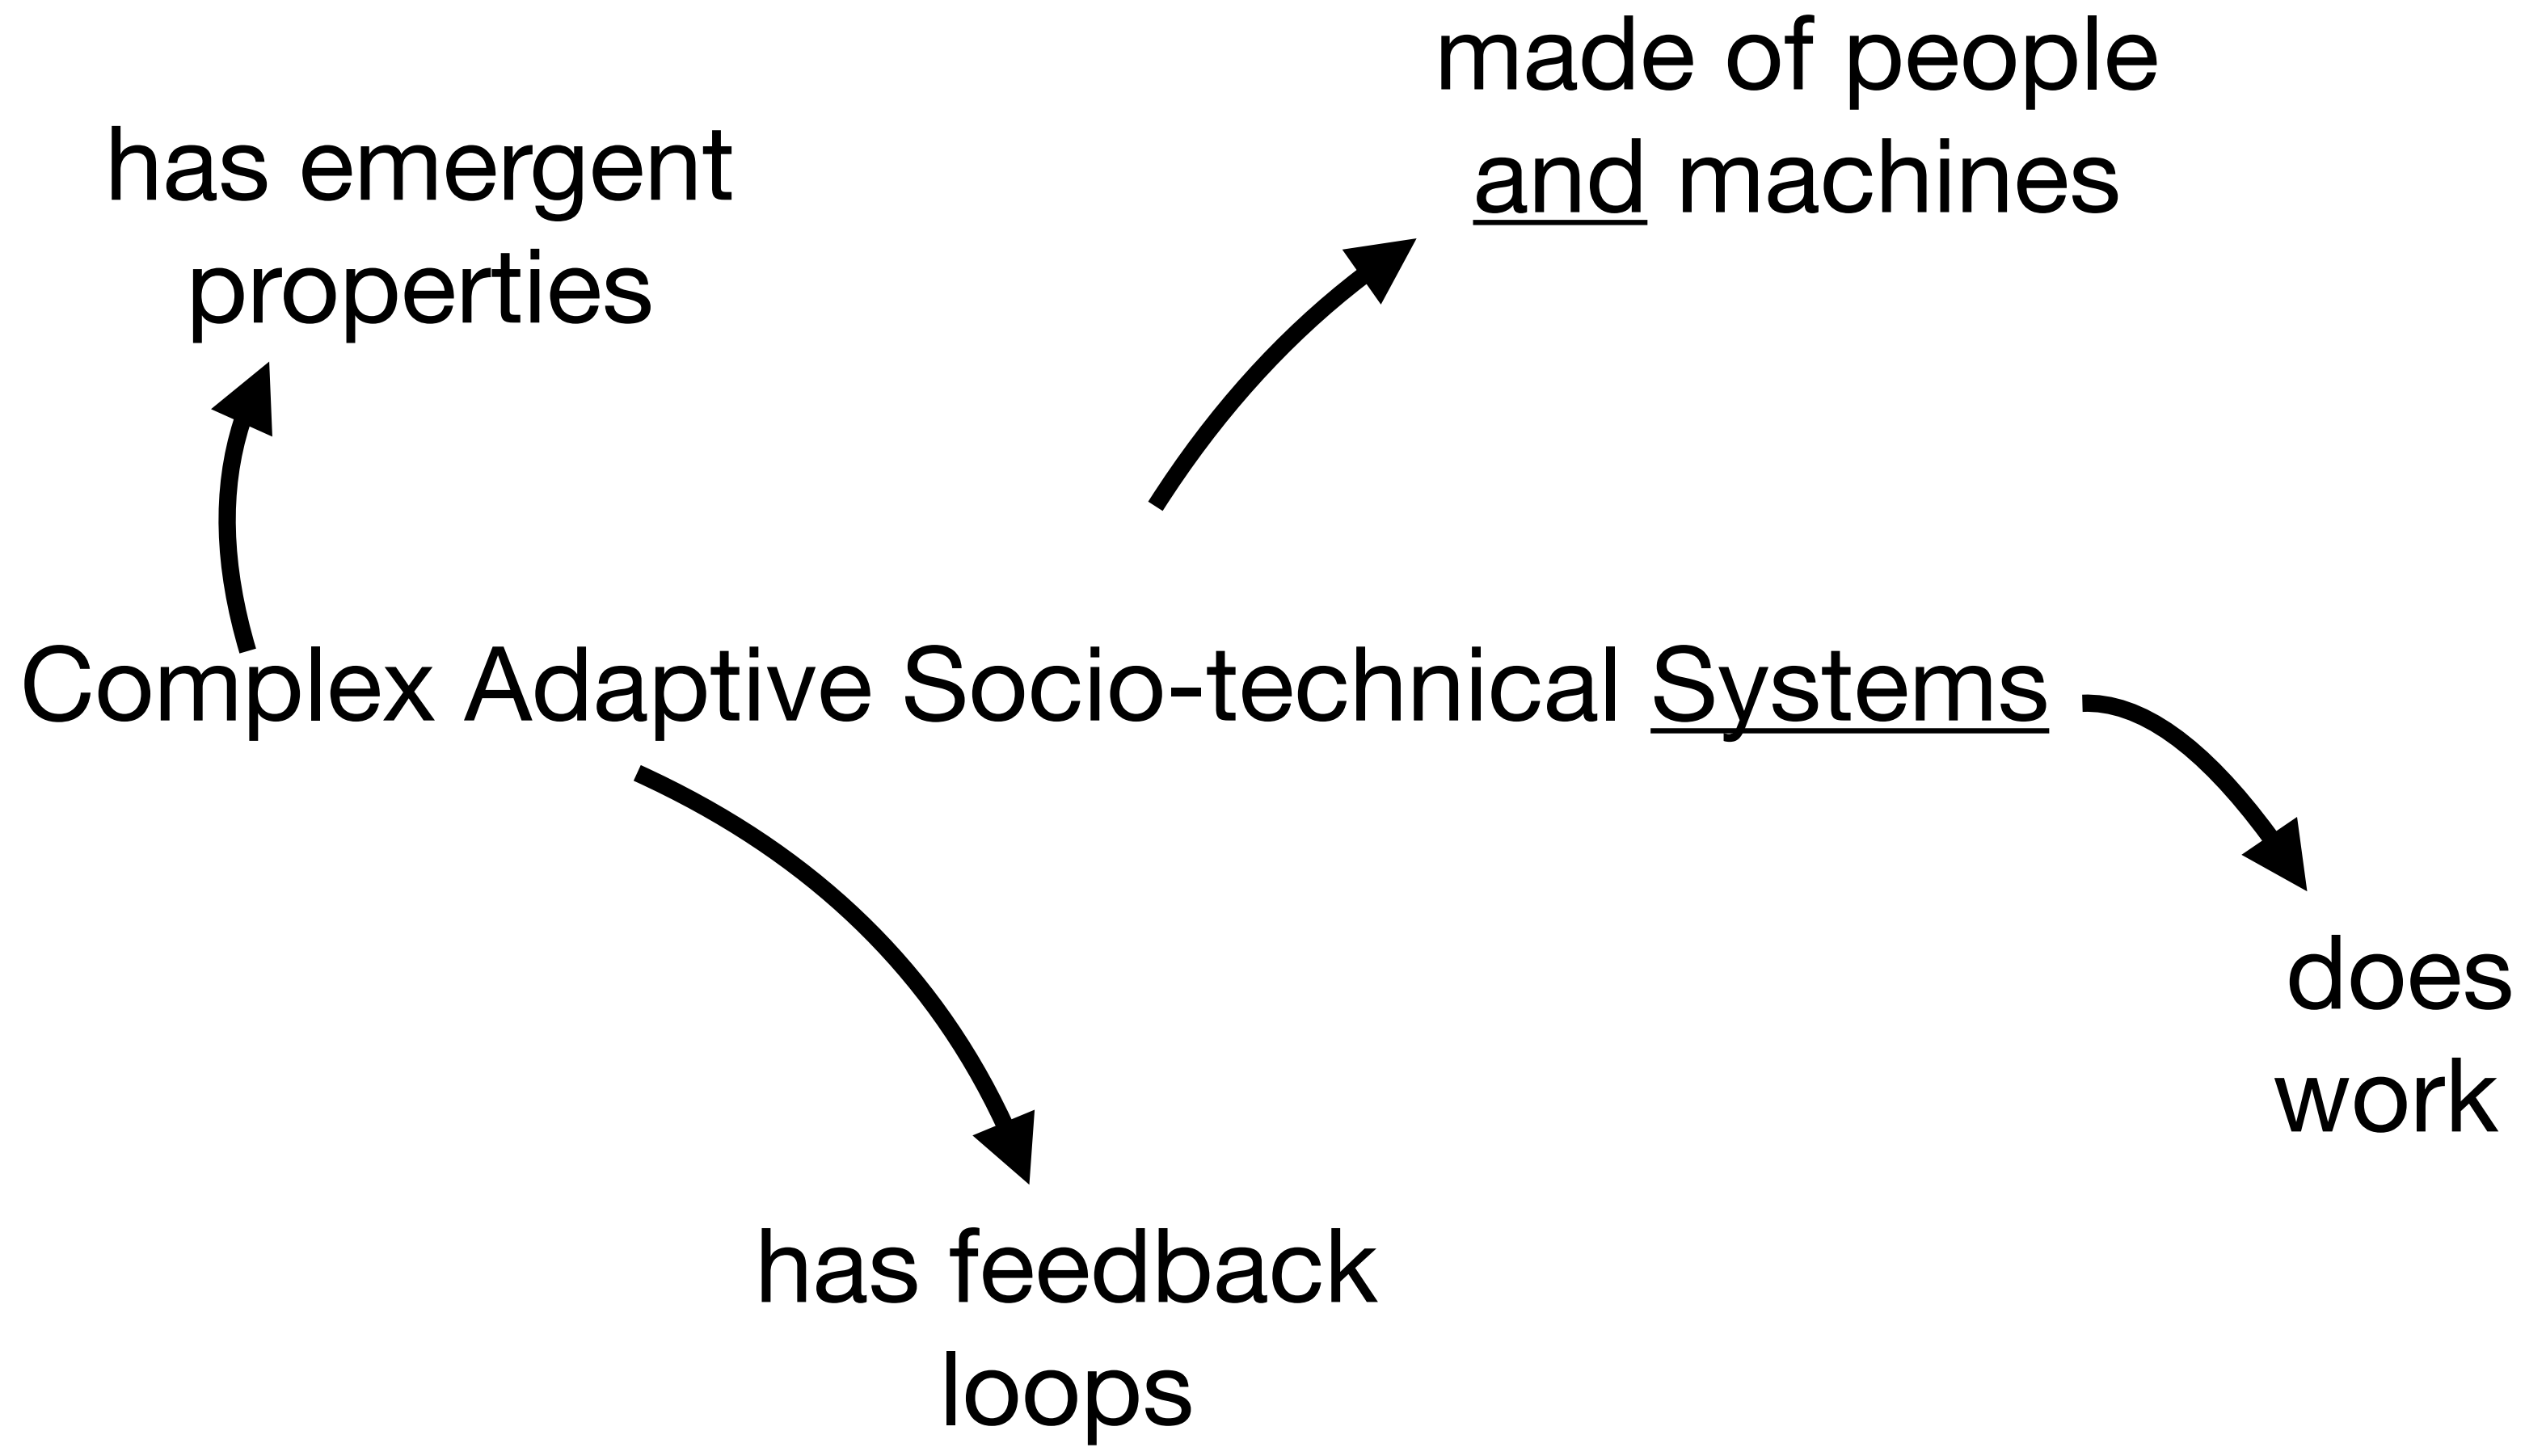 made of people
and machines
has emergent
properties
Complex Adaptive Socio-technical Systems
does
work
has feedback
loops